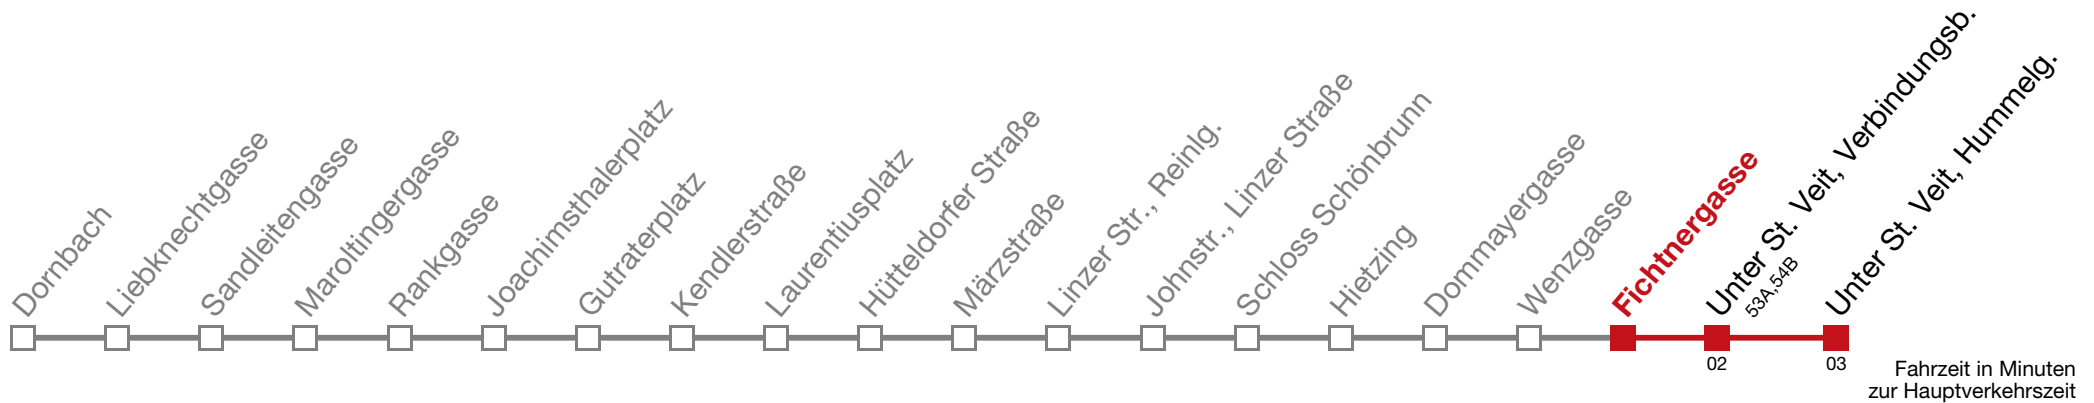 Dornbach
Liebknechtgasse
Sandleitengasse
Maroltingergasse
Rankgasse
Joachimsthalerplatz
Gutraterplatz
Kendlerstraße
Laurentiusplatz
Hütteldorfer Straße
Märzstraße
Linzer Str., Reinlg.
Johnstr., Linzer Straße
Schloss Schönbrunn
Hietzing
Dommayergasse
Wenzgasse
Fichtnergasse
Unter St. Veit, Verbindungsb.
53A,54B
Unter St. Veit, Hummelg.
02
03
Fahrzeit in Minuten
zur Hauptverkehrszeit